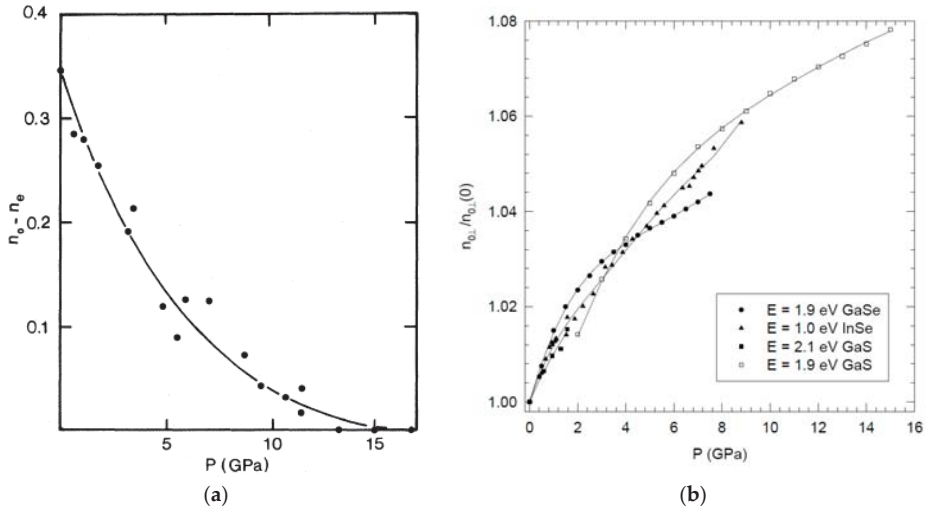 0.4
0.3
0.2
0.1
nₒ - nₑ
5
10
15
P (GPa)
(a)
n₀⊥/n₀⊥(0)
1.08
1.06
1.04
1.02
1.00
E = 1.9 eV GaSe
E = 1.0 eV InSe
E = 2.1 eV GaS
E = 1.9 eV GaS
0 2 4 6 8 10 12 14 16
P (GPa)
(b)